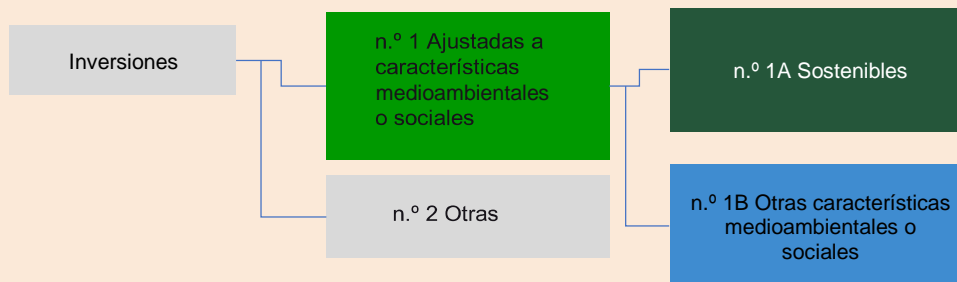 Inversiones
n.º 1 Ajustadas a
características
medioambientales
o sociales
n.º 2 Otras
n.º 1A Sostenibles
n.º 1B Otras características
medioambientales o
sociales